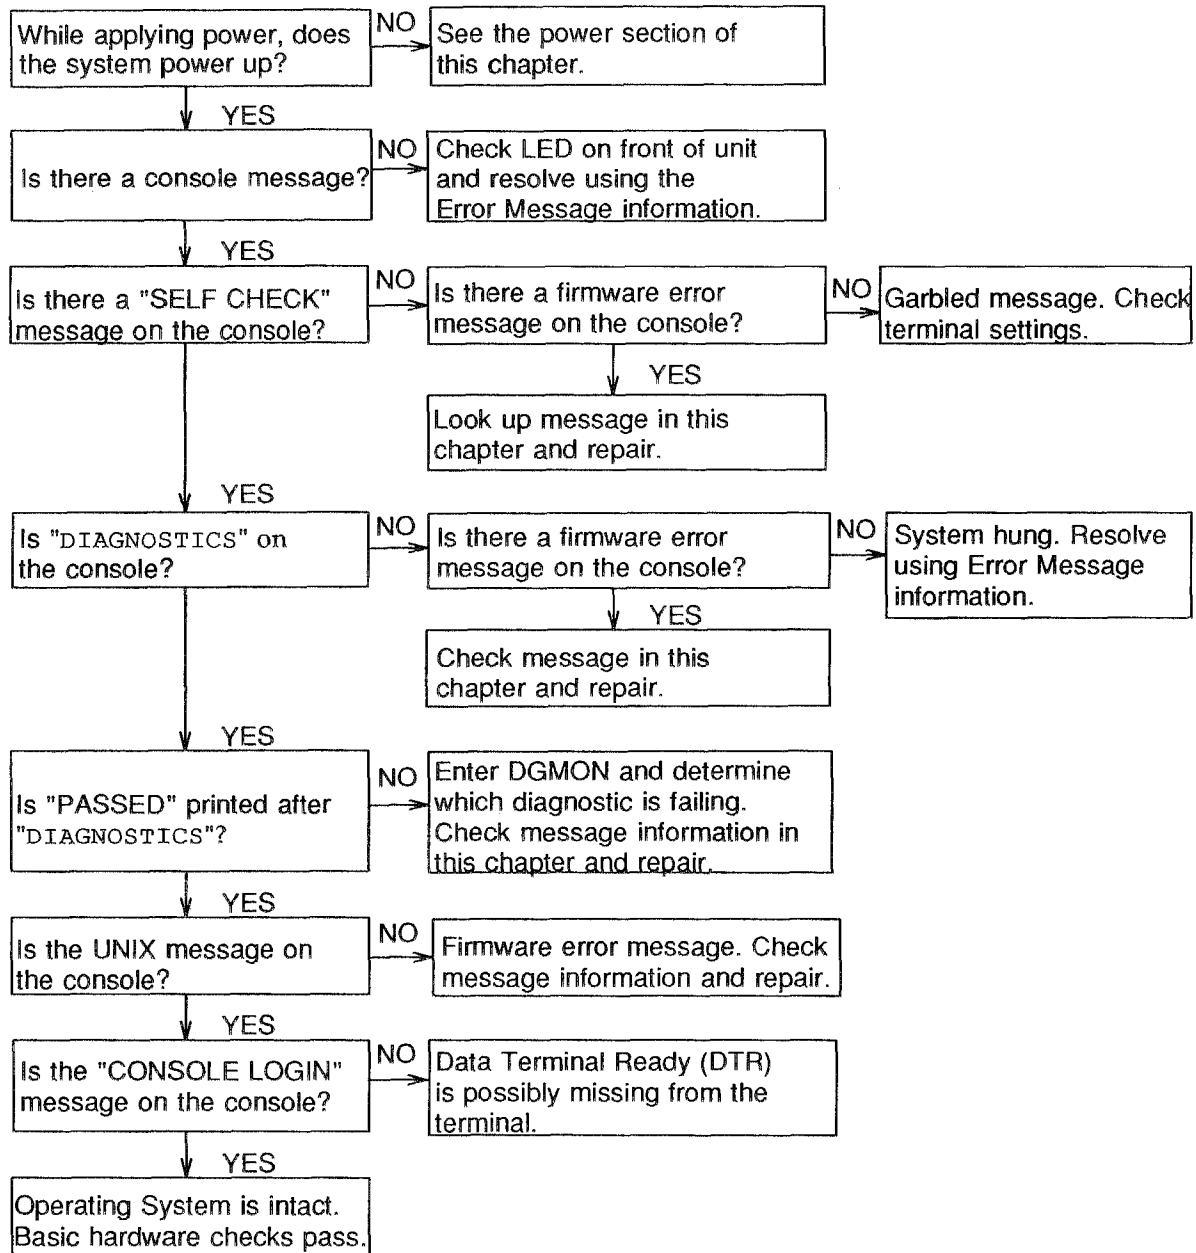 While applying power, does
the system power up?
NO
See the power section of
this chapter.
YES
Is there a console message?
NO
Check LED on front of unit
and resolve using the
Error Message information.
YES
Is there a "SELF CHECK"
message on the console?
NO
Is there a firmware error
message on the console?
NO
Garbled message. Check
terminal settings.
YES
Look up message in this
chapter and repair.
YES
Is "DIAGNOSTICS" on
the console?
NO
Is there a firmware error
message on the console?
NO
System hung. Resolve
using Error Message
information.
YES
Check message in this
chapter and repair.
YES
Is "PASSED" printed after
"DIAGNOSTICS"?
NO
Enter DGMON and determine
which diagnostic is failing.
Check message information in
this chapter and repair.
YES
Is the UNIX message on
the console?
NO
Firmware error message. Check
message information and repair.
YES
Is the "CONSOLE LOGIN"
message on the console?
NO
Data Terminal Ready (DTR)
is possibly missing from the
terminal.
YES
Operating System is intact.
Basic hardware checks pass.